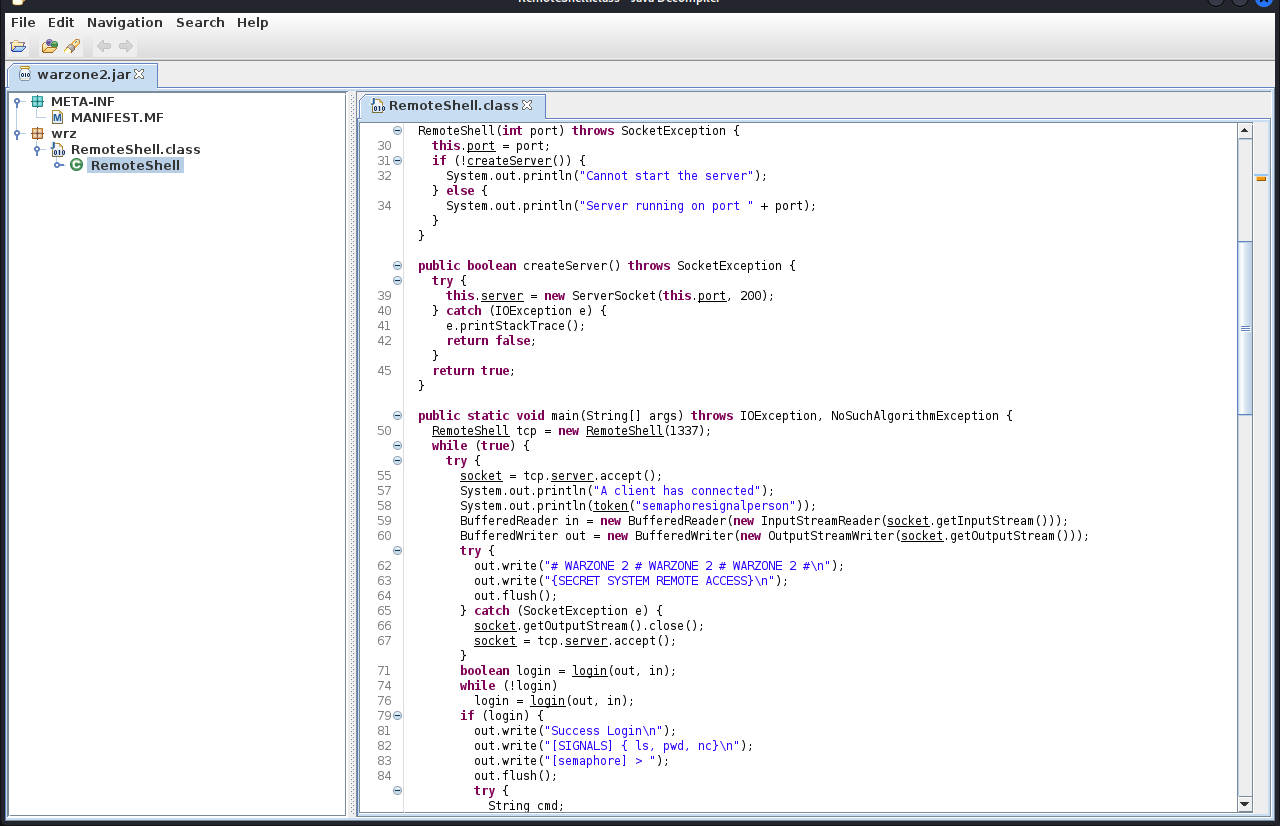 RemoteShell.class - Java Decompiler
File Edit Navigation Search Help
warzone2.jar
META-INF
MANIFEST.MF
wrz
RemoteShell.class
RemoteShell
RemoteShell.class
RemoteShell(int port) throws SocketException {
30 this.port = port;
31 if (!createServer()) {
32 System.out.println("Cannot start the server");
} else {
34 System.out.println("Server running on port " + port);
}
}
public boolean createServer() throws SocketException {
try {
39 this.server = new ServerSocket(this.port, 200);
40 } catch (IOException e) {
41 e.printStackTrace();
42 return false;
}
45 return true;
}
public static void main(String[] args) throws IOException, NoSuchAlgorithmException {
50 RemoteShell tcp = new RemoteShell(1337);
while (true) {
try {
55 socket = tcp.server.accept();
57 System.out.println("A client has connected");
58 System.out.println(token("semaphoresignalperson"));
59 BufferedReader in = new BufferedReader(new InputStreamReader(socket.getInputStream()));
60 BufferedWriter out = new BufferedWriter(new OutputStreamWriter(socket.getOutputStream()));
try {
62 out.write("# WARZONE 2 # WARZONE 2 # WARZONE 2 #\n");
63 out.write("{SECRET SYSTEM REMOTE ACCESS}\n");
64 out.flush();
65 } catch (SocketException e) {
66 socket.getOutputStream().close();
67 socket = tcp.server.accept();
}
71 boolean login = login(out, in);
74 while (!login)
76 login = login(out, in);
79 if (login) {
81 out.write("Success Login\n");
82 out.write("[SIGNALS] { ls, pwd, nc}\n");
83 out.write("[semaphore] > ");
84 out.flush();
try {
String cmd;